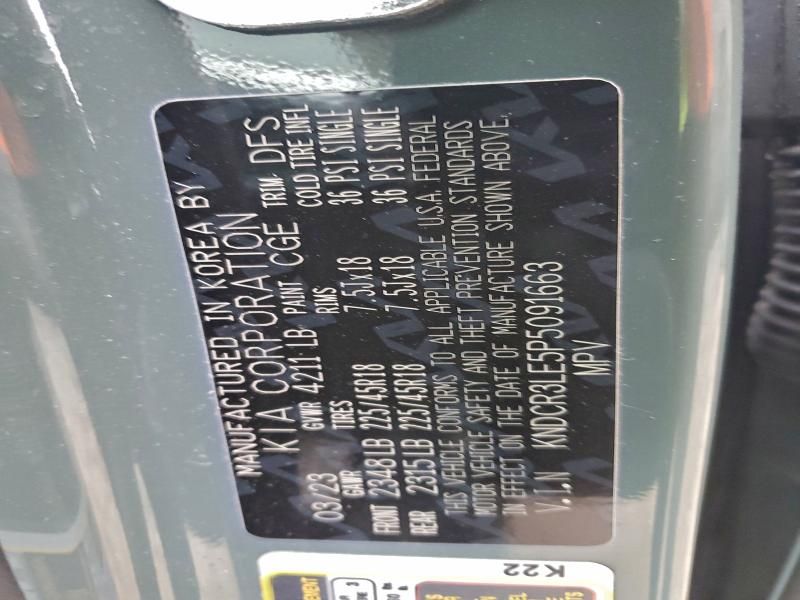 MANUFACTURED IN KOREA BY
KIA CORPORATION
03/23 GVWR 4211 LB PAINT CGE TRIM DFS
GAWR TIRES RIMS COLD TIRE INFL
FRONT 2348LB 225/45R18 7.5Jx18 36 PSI SINGLE
REAR 2315LB 225/45R18 7.5Jx18 36 PSI SINGLE
THIS VEHICLE CONFORMS TO ALL APPLICABLE U.S.A. FEDERAL
MOTOR VEHICLE SAFETY AND THEFT PREVENTION STANDARDS
IN EFFECT ON THE DATE OF MANUFACTURE SHOWN ABOVE.
V.I.N KNDCR3LE5P5091663
MPV
K22